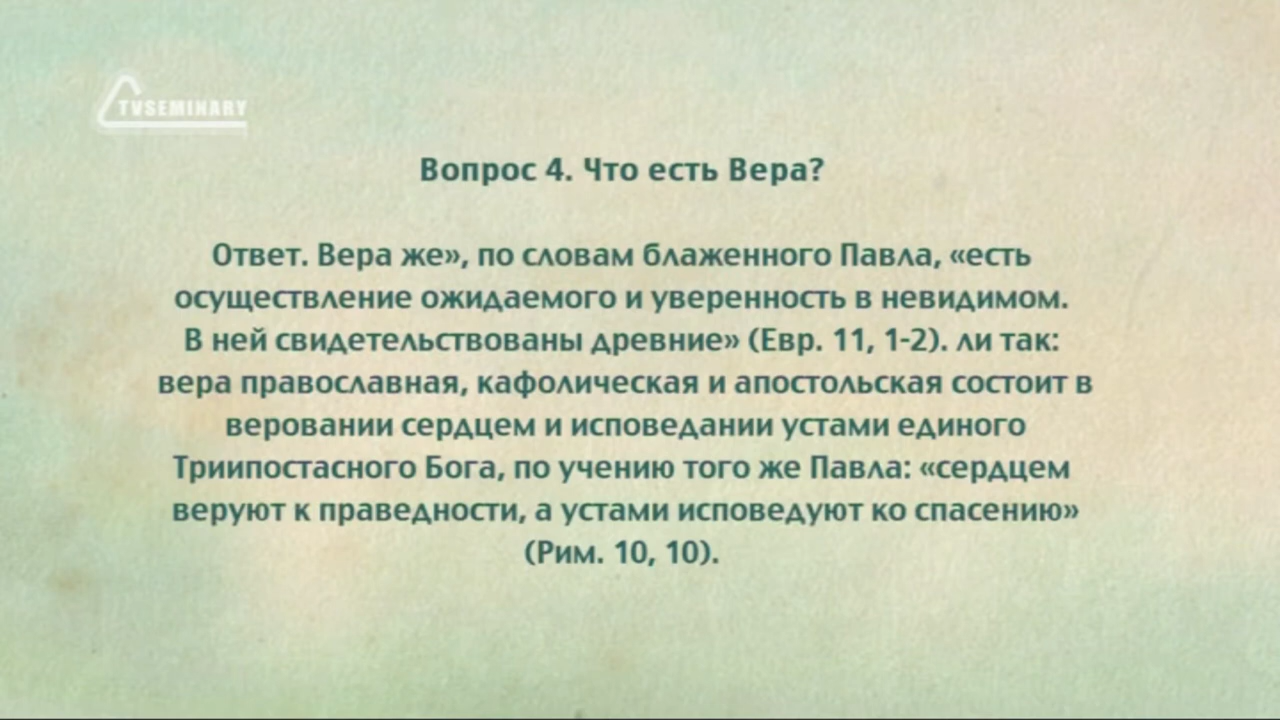 TVSEMINARY
Вопрос 4. Что есть Вера?
Ответ. Вера же», по словам блаженного Павла, «есть
осуществление ожидаемого и уверенность в невидимом.
В ней свидетельствованы древние» (Евр. 11, 1-2). ли так:
вера православная, кафолическая и апостольская состоит в
веровании сердцем и исповедании устами единого
Триипостасного Бога, по учению того же Павла: «сердцем
веруют к праведности, а устами исповедуют ко спасению»
(Рим. 10, 10).